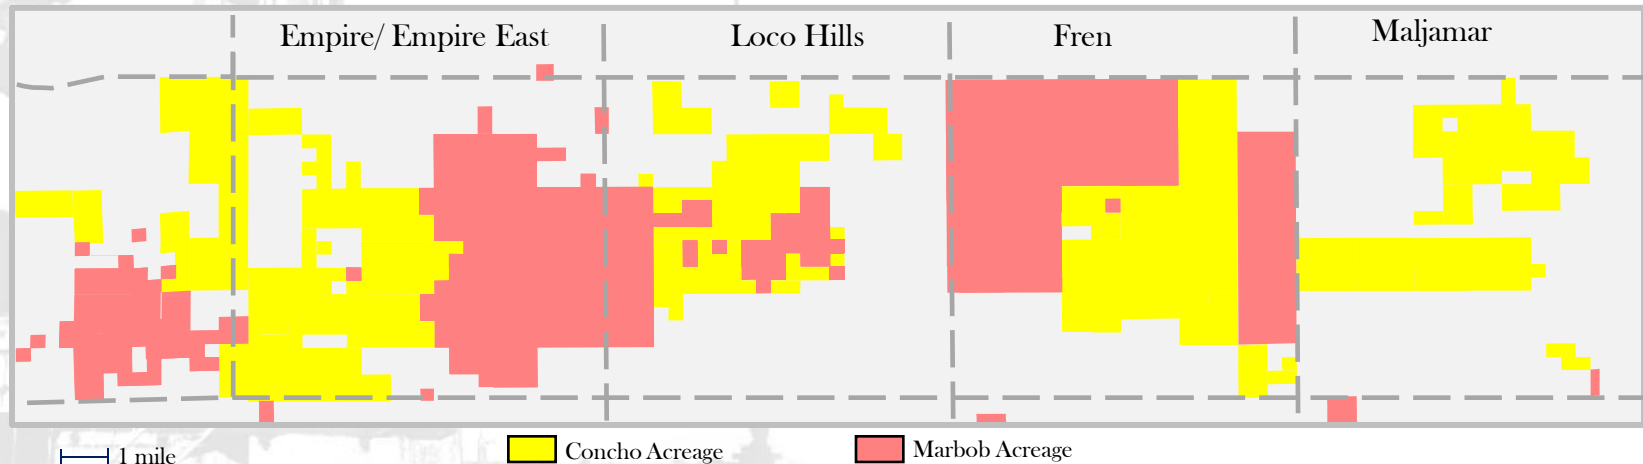 Empire/ Empire East
Loco Hills
Fren
Maljamar
1 mile
Concho Acreage
Marbob Acreage